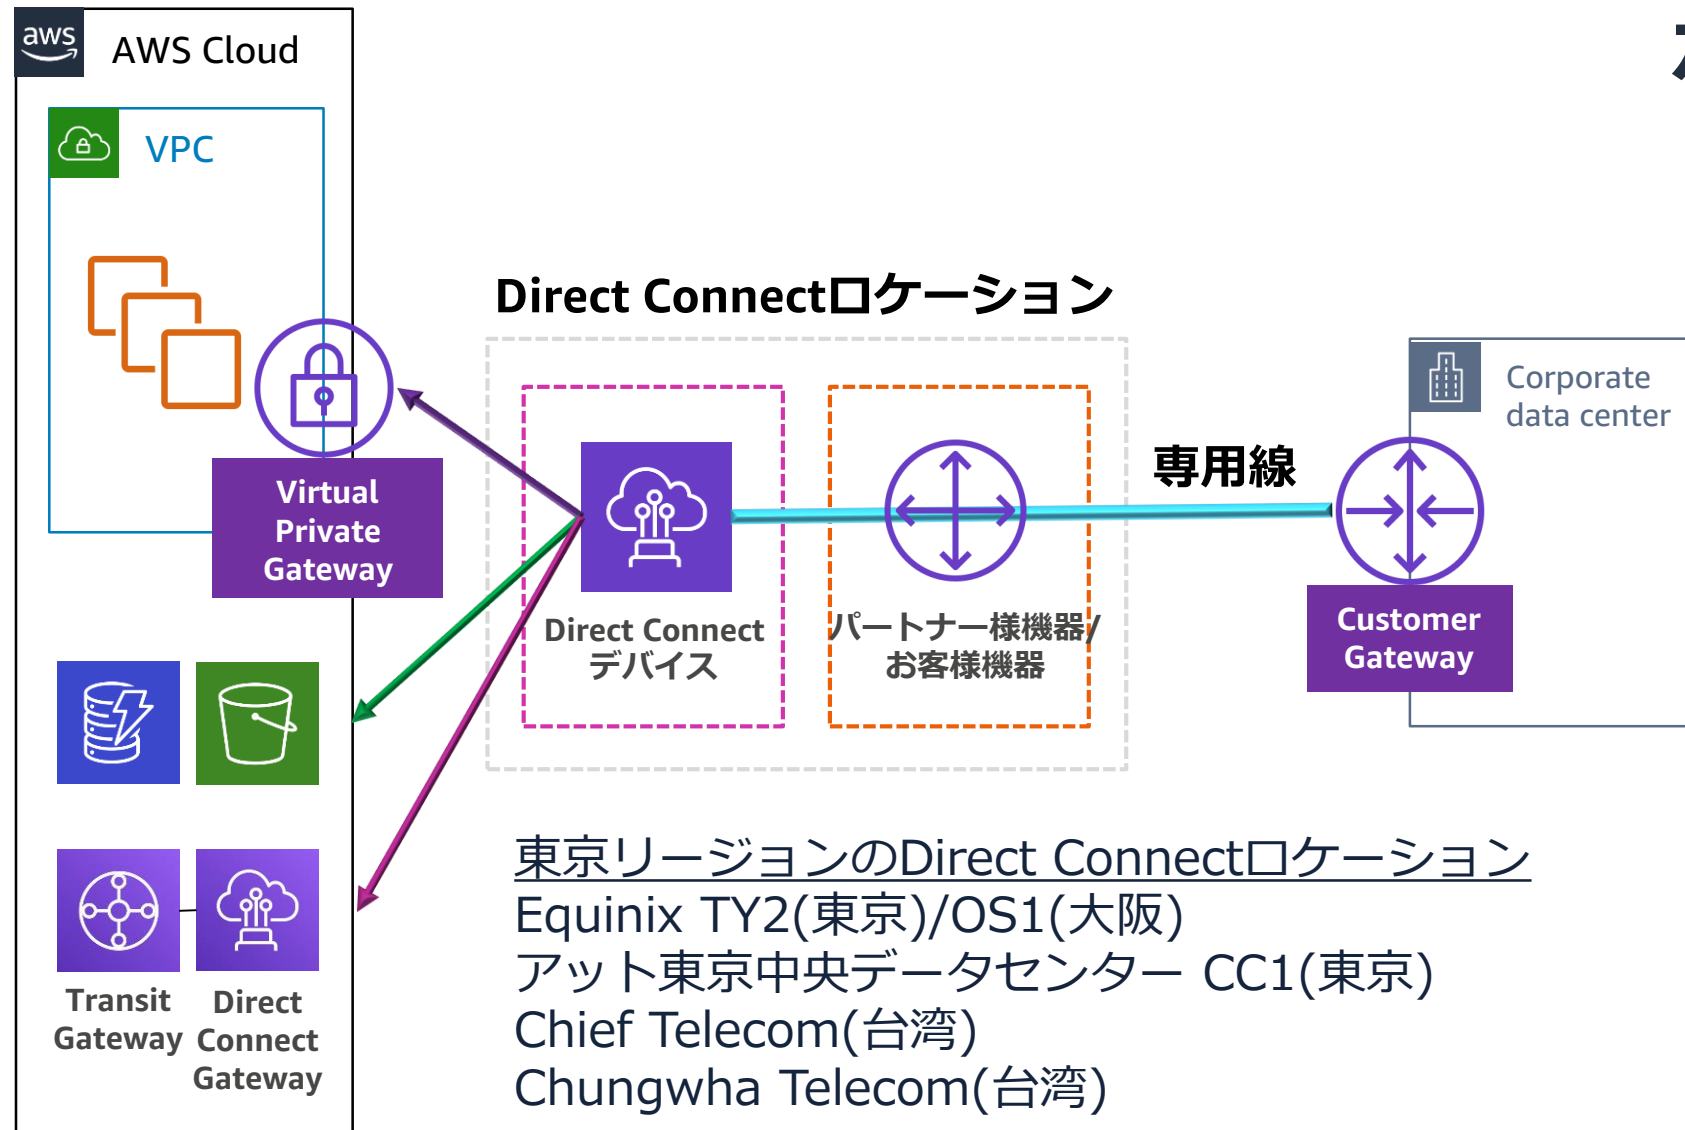 aws
AWS Cloud
VPC
Direct Connectロケーション
Corporate
data center
専用線
Virtual
Private
Gateway
Direct Connect
デバイス
パートナー様機器/
お客様機器
Customer
Gateway
Transit
Gateway
Direct
Connect
Gateway
東京リージョンのDirect Connectロケーション
Equinix TY2(東京)/OS1(大阪)
アット東京中央データセンター CC1(東京)
Chief Telecom(台湾)
Chungwha Telecom(台湾)